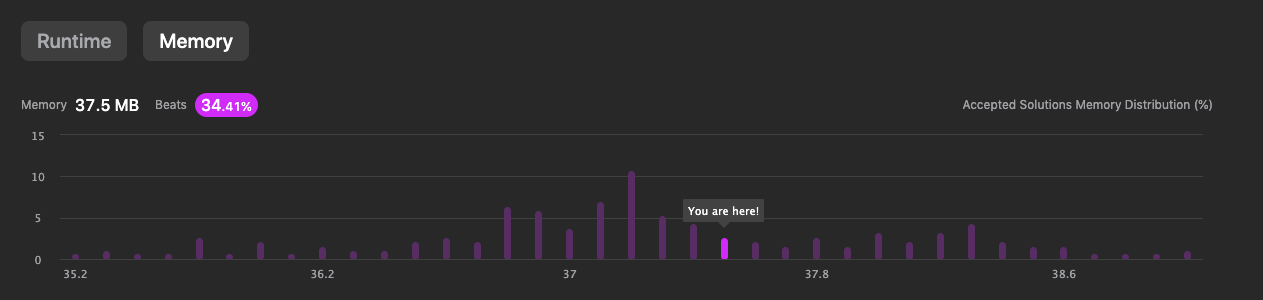 Runtime Memory
Memory 37.5 MB Beats 34.41% Accepted Solutions Memory Distribution (%)
15
10
You are here!
5
0
35.2 36.2 37 37.8 38.6